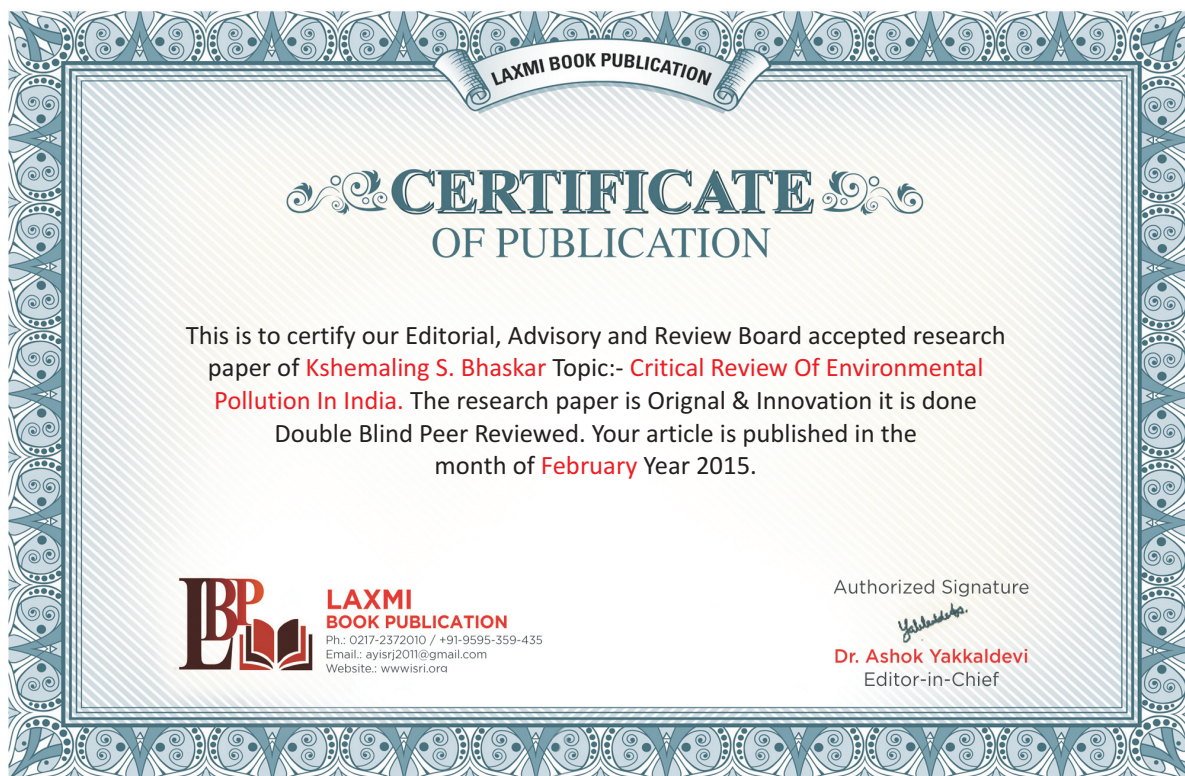 LAXMI BOOK PUBLICATION
CERTIFICATE
OF PUBLICATION
This is to certify our Editorial, Advisory and Review Board accepted research
paper of Kshemaling S. Bhaskar Topic:- Critical Review Of Environmental
Pollution In India. The research paper is Orignal & Innovation it is done
Double Blind Peer Reviewed. Your article is published in the
month of February Year 2015.
LBP
LAXMI
BOOK PUBLICATION
Ph.: 0217-2372010 / +91-9595-359-435
Email.: ayisrj2011@gmail.com
Website.: wwwisri.org
Authorized Signature
Dr. Ashok Yakkaldevi
Editor-in-Chief